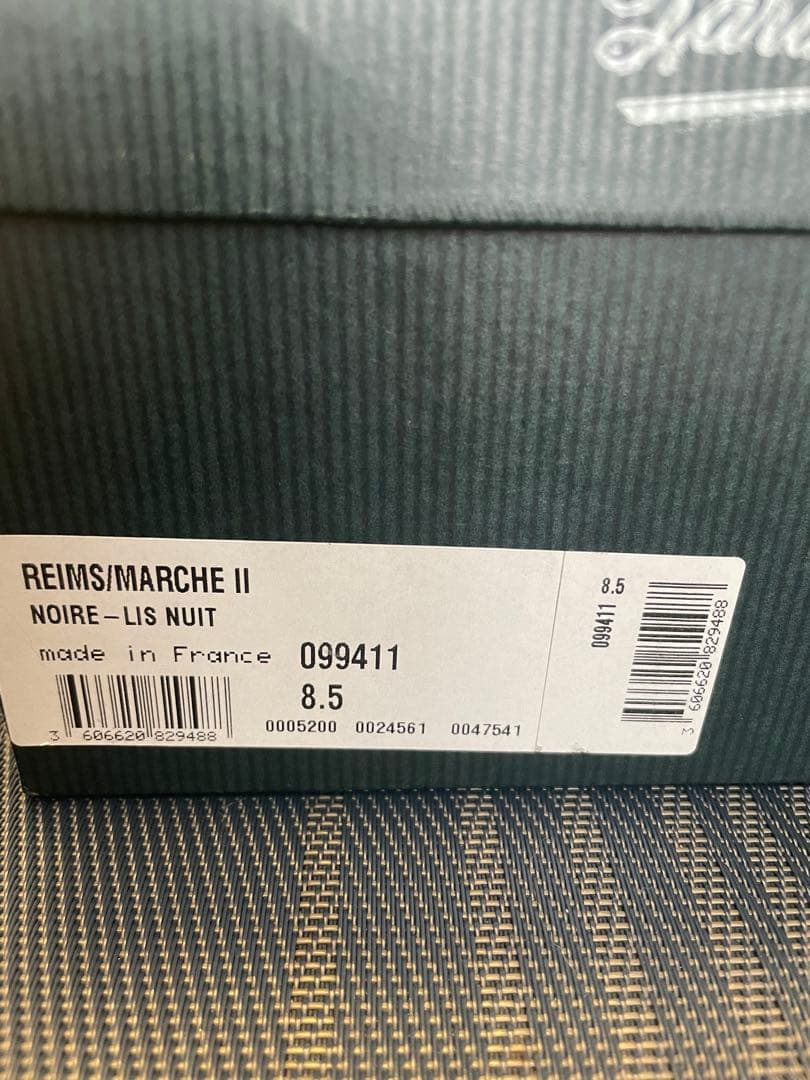 REIMS/MARCHE II
NOIRE–LIS NUIT
made in France 099411
8.5
3 606620 829488
0005200 0024561 0047541
8.5
099411
3 606620 829488